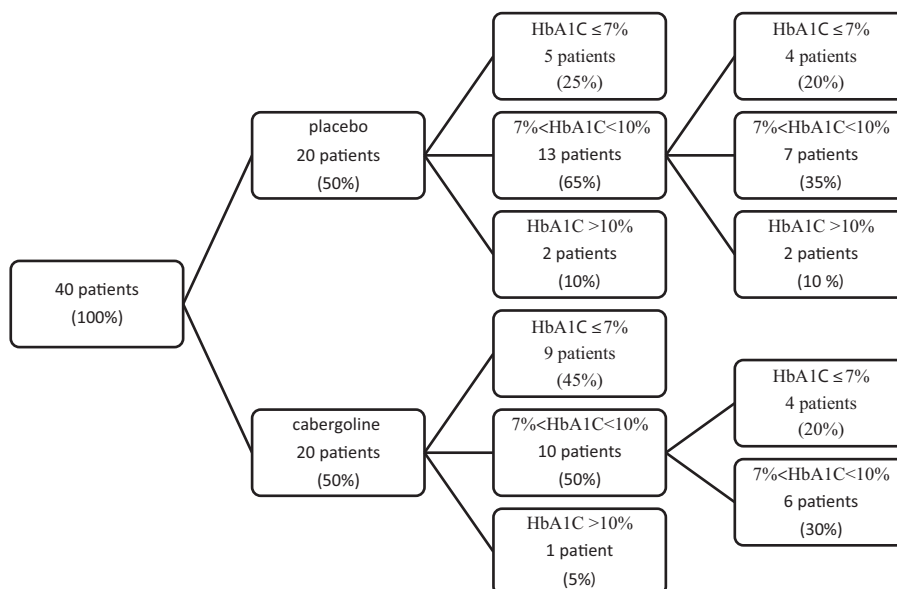 40 patients
(100%)
placebo
20 patients
(50%)
cabergoline
20 patients
(50%)
HbA1C ≤7%
5 patients
(25%)
7%<HbA1C<10%
13 patients
(65%)
HbA1C >10%
2 patients
(10%)
HbA1C ≤7%
9 patients
(45%)
7%<HbA1C<10%
10 patients
(50%)
HbA1C >10%
1 patient
(5%)
HbA1C ≤7%
4 patients
(20%)
7%<HbA1C<10%
7 patients
(35%)
HbA1C >10%
2 patients
(10 %)
HbA1C ≤7%
4 patients
(20%)
7%<HbA1C<10%
6 patients
(30%)